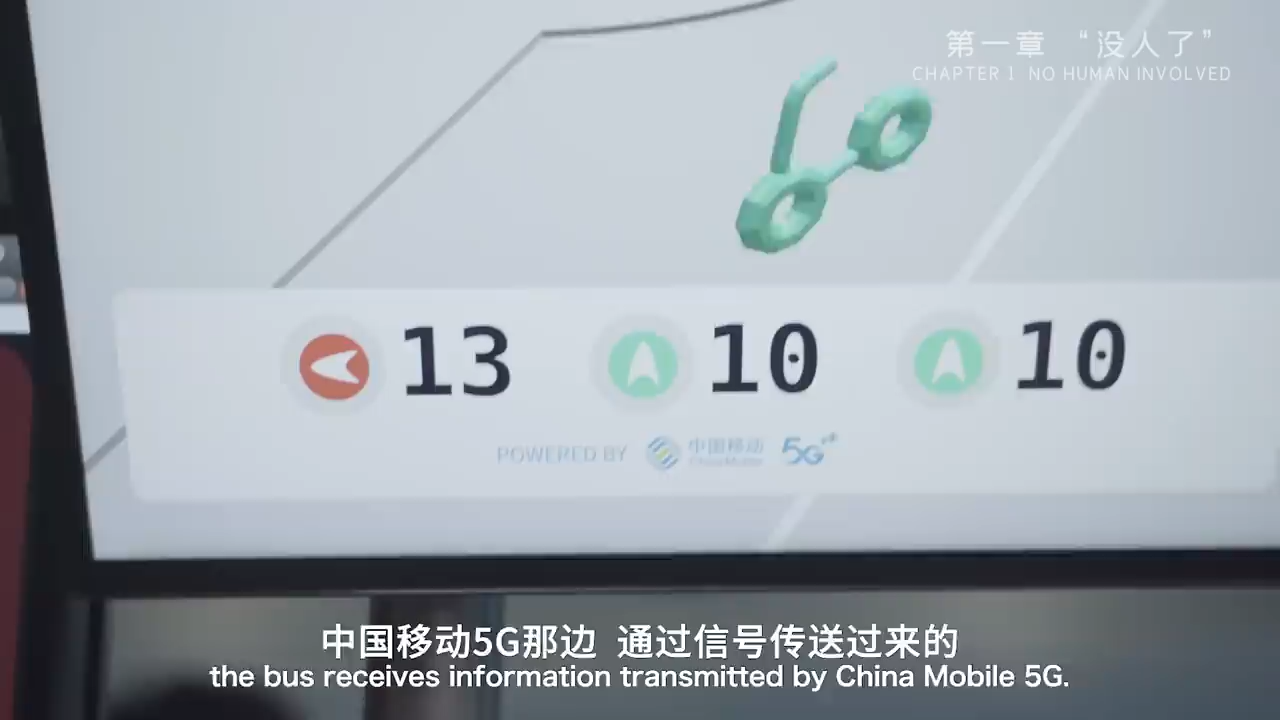 第一章 “没人了”
CHAPTER I NO HUMAN INVOLVED
13 10 10
POWERED BY 中国移动 5G
China Mobile
中国移动5G那边 通过信号传送过来的
the bus receives information transmitted by China Mobile 5G.